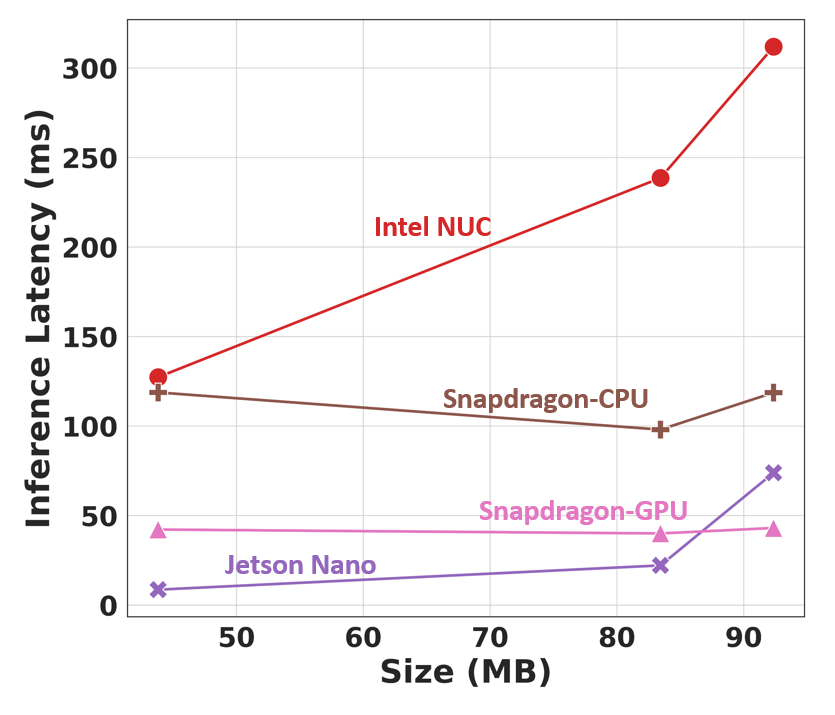 Inference Latency (ms)
300
250
200
150
100
50
0
Intel NUC
Snapdragon-CPU
Snapdragon-GPU
Jetson Nano
50 60 70 80 90
Size (MB)